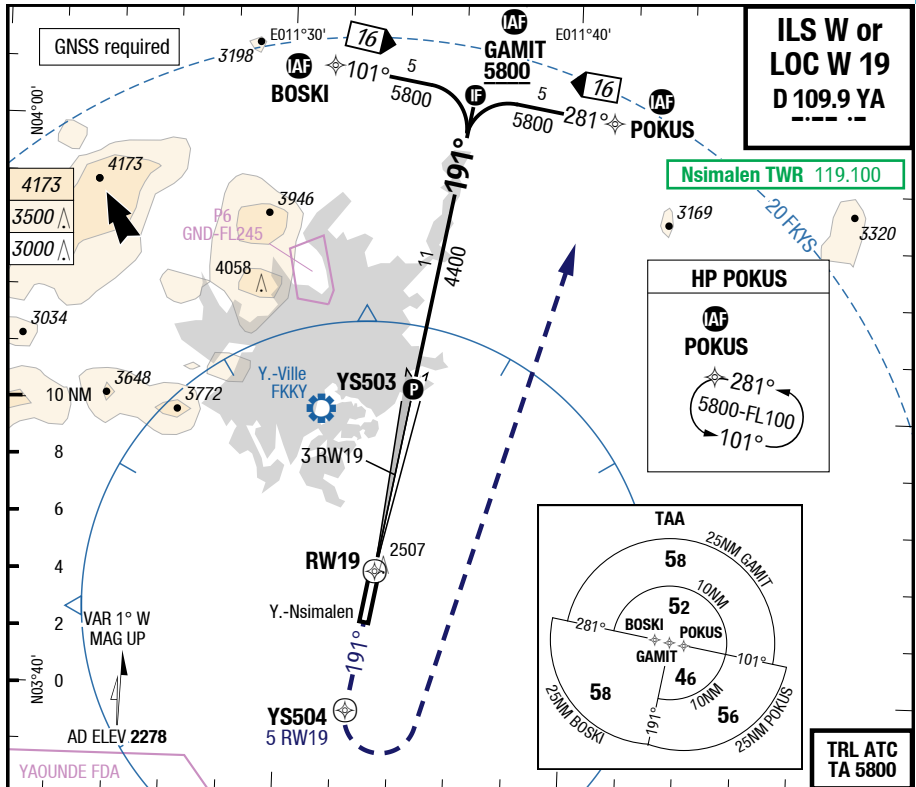 GNSS required
3198
E011°30'
16
IAF
GAMIT
5800
E011°40'
ILS W or
LOC W 19
D 109.9 YA
IAF
BOSKI
101°
5
5800
IF
5
5800
16
281°
IAF
POKUS
N04°00'
191°
Nsimalen TWR 119.100
4173
4173
3500
3000
3946
P6
GND-FL245
4058
11
4400
3169
20 FKYS
3320
HP POKUS
IAF
POKUS
281°
5800-FL100
101°
3034
3648
3772
10 NM
Y.-Ville
FKKY
YS503
P
1
8
3 RW19
6
RW19
2507
4
Y.-Nsimalen
2
VAR 1° W
MAG UP
191°
N03°40'
0
YS504
5 RW19
AD ELEV 2278
YAOUNDE FDA
TAA
58
25NM GAMIT
10NM
52
BOSKI
POKUS
GAMIT
281°
101°
46
10NM
58
56
191°
25NM BOSKI
25NM POKUS
TRL ATC
TA 5800